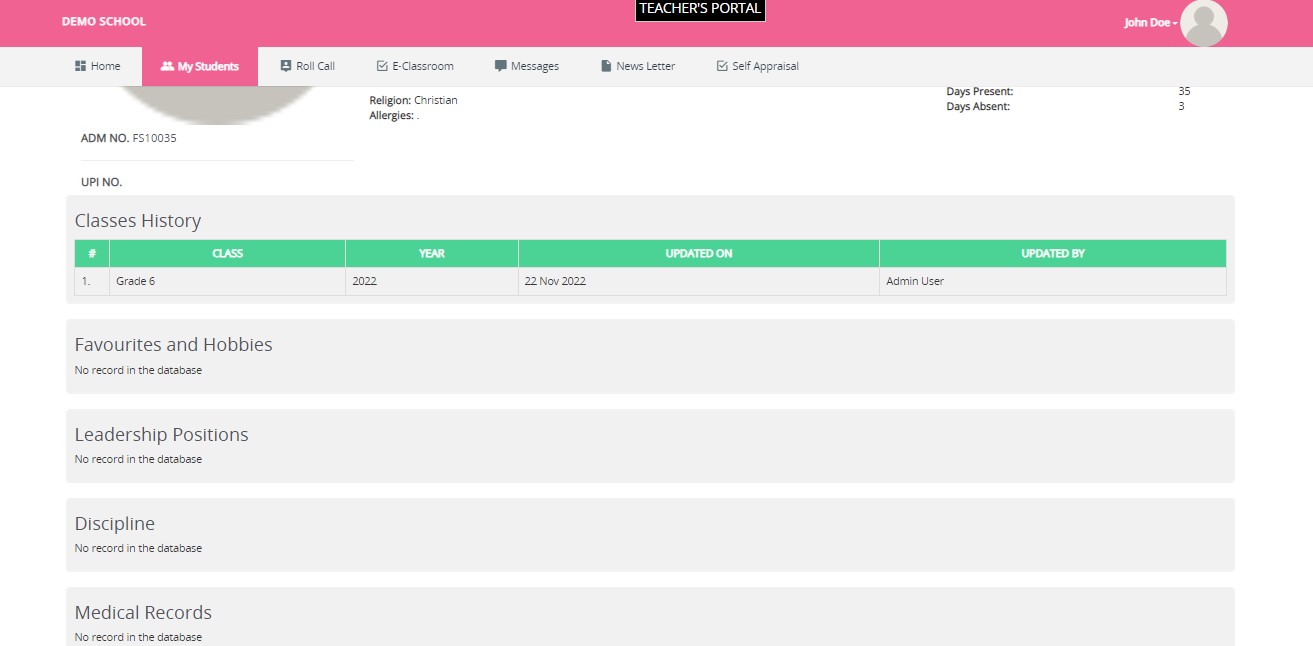 TEACHER'S PORTAL
DEMO SCHOOL
John Doe
Home
My Students
Roll Call
E-Classroom
Messages
News Letter
Self Appraisal
Religion: Christian
Allergies: .
Days Present: 35
Days Absent: 3
ADM NO. FS10035
UPI NO.
Classes History
# CLASS YEAR UPDATED ON UPDATED BY
1. Grade 6 2022 22 Nov 2022 Admin User
Favourites and Hobbies
No record in the database
Leadership Positions
No record in the database
Discipline
No record in the database
Medical Records
No record in the database